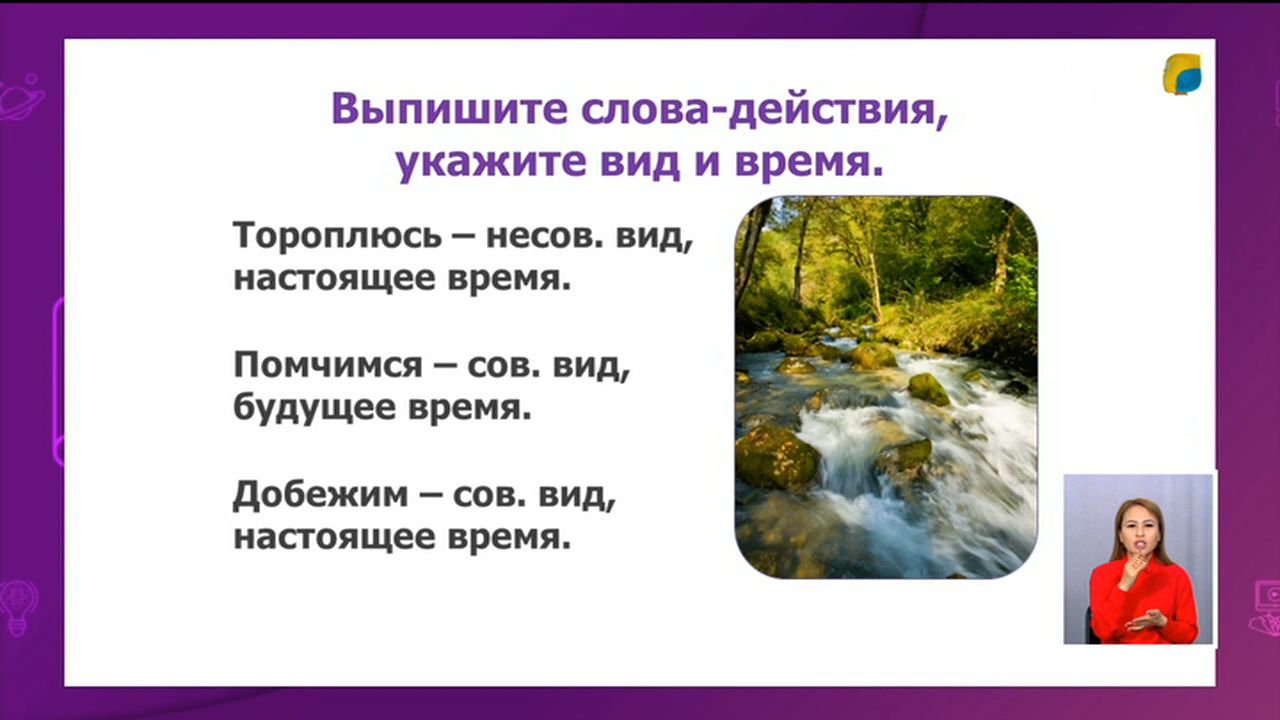 Выпишите слова-действия,
укажите вид и время.
Тороплюсь – несов. вид,
настоящее время.
Помчимся – сов. вид,
будущее время.
Добежим – сов. вид,
настоящее время.